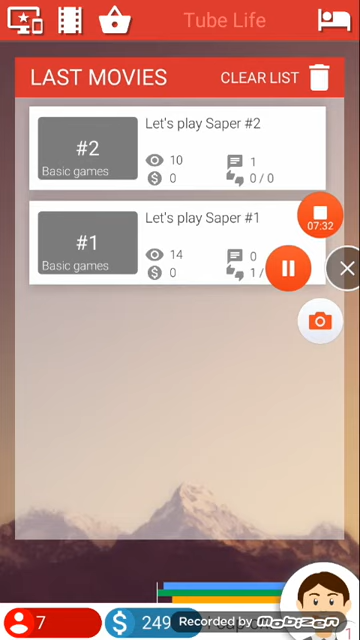 Tube Life
LAST MOVIES
CLEAR LIST
#2
Basic games
Let's play Saper #2
10
1
0
0 / 0
#1
Basic games
Let's play Saper #1
14
0
0
1 /
07:32
7
$ 249
Recorded by mobizen